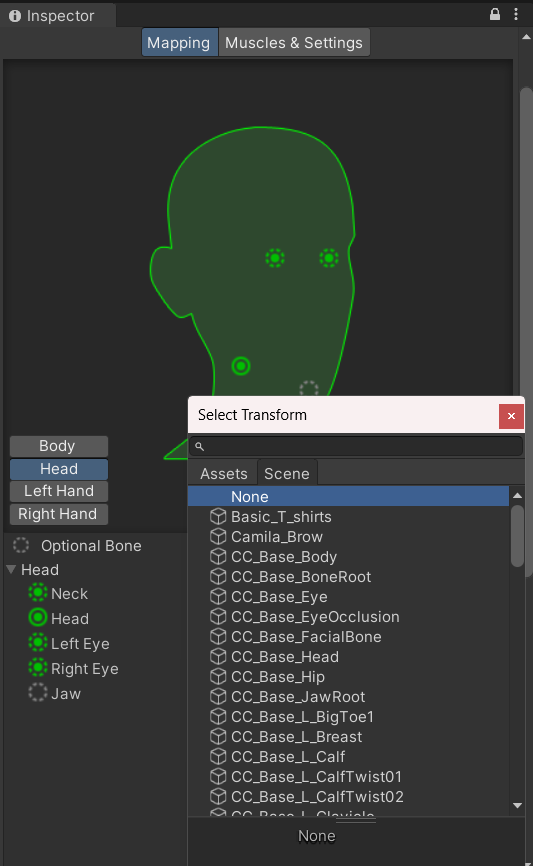 Inspector
Mapping
Muscles & Settings
Body
Head
Left Hand
Right Hand
Optional Bone
Head
Neck
Head
Left Eye
Right Eye
Jaw
Select Transform
Assets
Scene
None
Basic_T_shirts
Camila_Brow
CC_Base_Body
CC_Base_BoneRoot
CC_Base_Eye
CC_Base_EyeOcclusion
CC_Base_FacialBone
CC_Base_Head
CC_Base_Hip
CC_Base_JawRoot
CC_Base_L_BigToe1
CC_Base_L_Breast
CC_Base_L_Calf
CC_Base_L_CalfTwist01
CC_Base_L_CalfTwist02
None